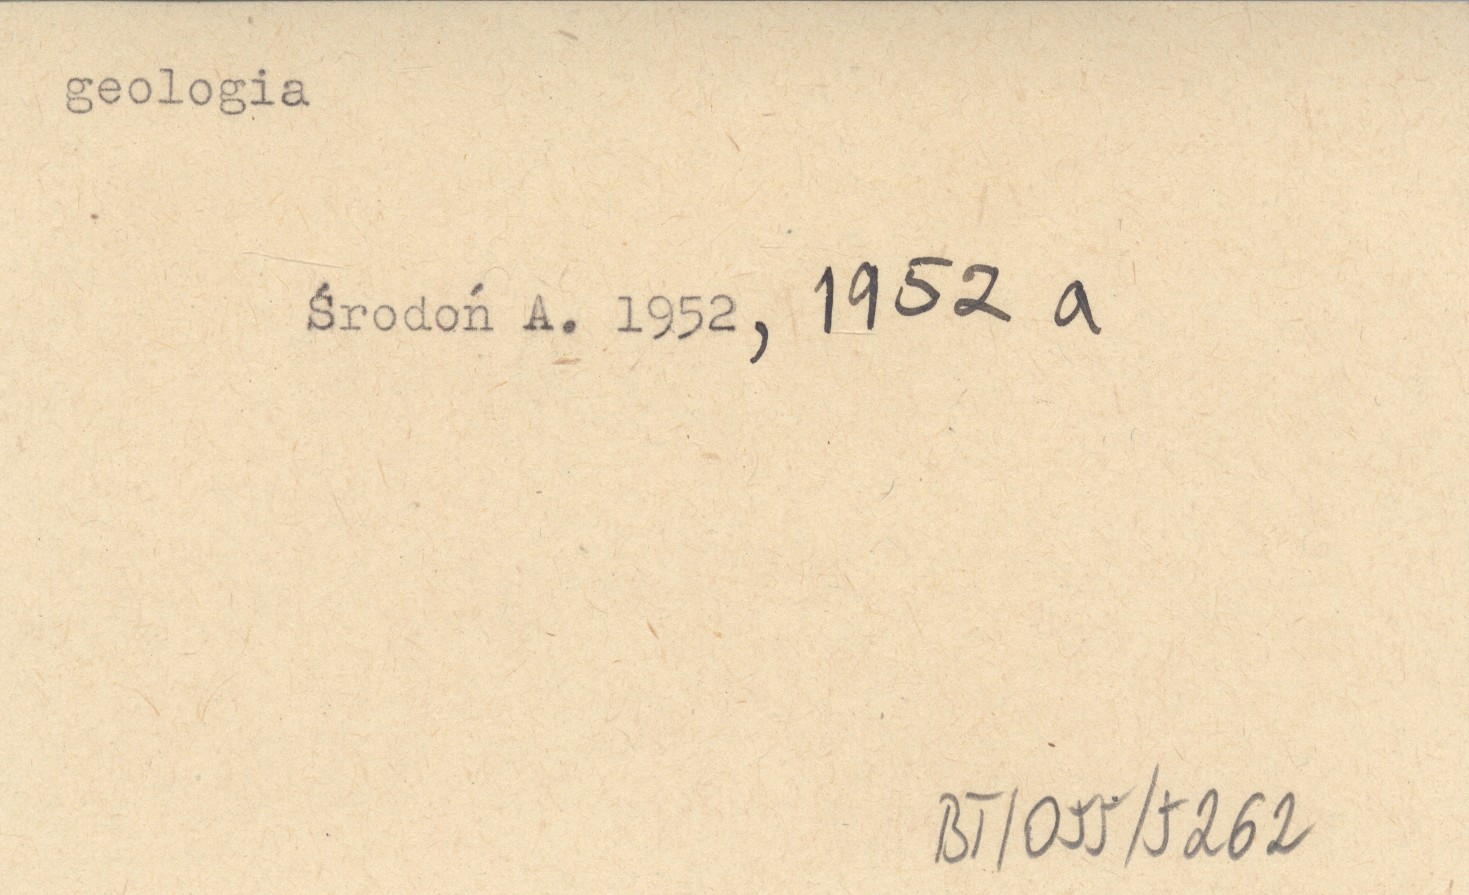 geologia
Środoń A. 1952, 1952 a
BT/055/5262